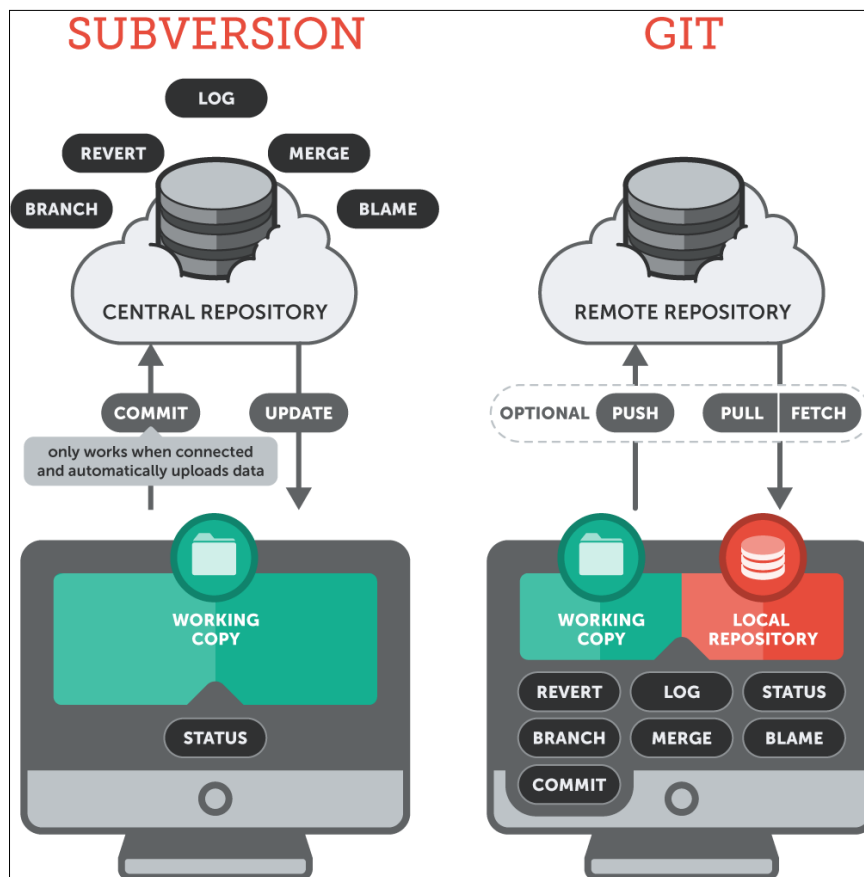 SUBVERSION
GIT
LOG
REVERT
MERGE
BRANCH
BLAME
CENTRAL REPOSITORY
REMOTE REPOSITORY
COMMIT
UPDATE
OPTIONAL
PUSH
PULL
FETCH
only works when connected
and automatically uploads data
WORKING
COPY
STATUS
WORKING
COPY
LOCAL
REPOSITORY
REVERT
LOG
STATUS
BRANCH
MERGE
BLAME
COMMIT